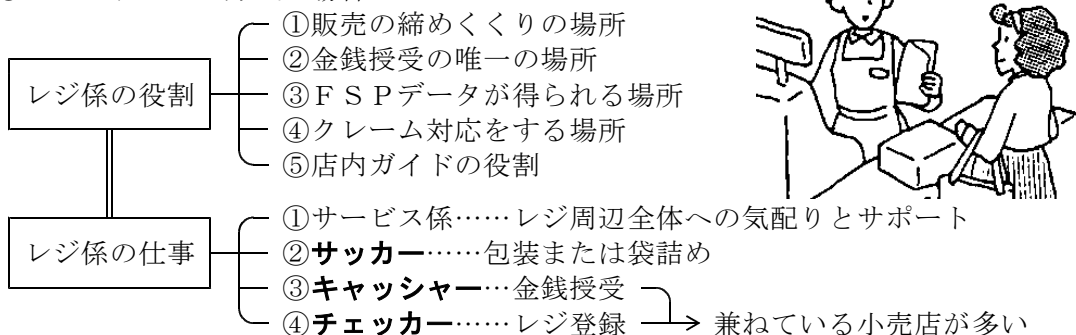 ①販売の締めくくりの場所
②金銭授受の唯一の場所
レジ係の役割
③ＦＳＰデータが得られる場所
④クレーム対応をする場所
⑤店内ガイドの役割
①サービス係……レジ周辺全体への気配りとサポート
レジ係の仕事
②サッカー……包装または袋詰め
③キャッシャー…金銭授受
④チェッカー……レジ登録 → 兼ねている小売店が多い